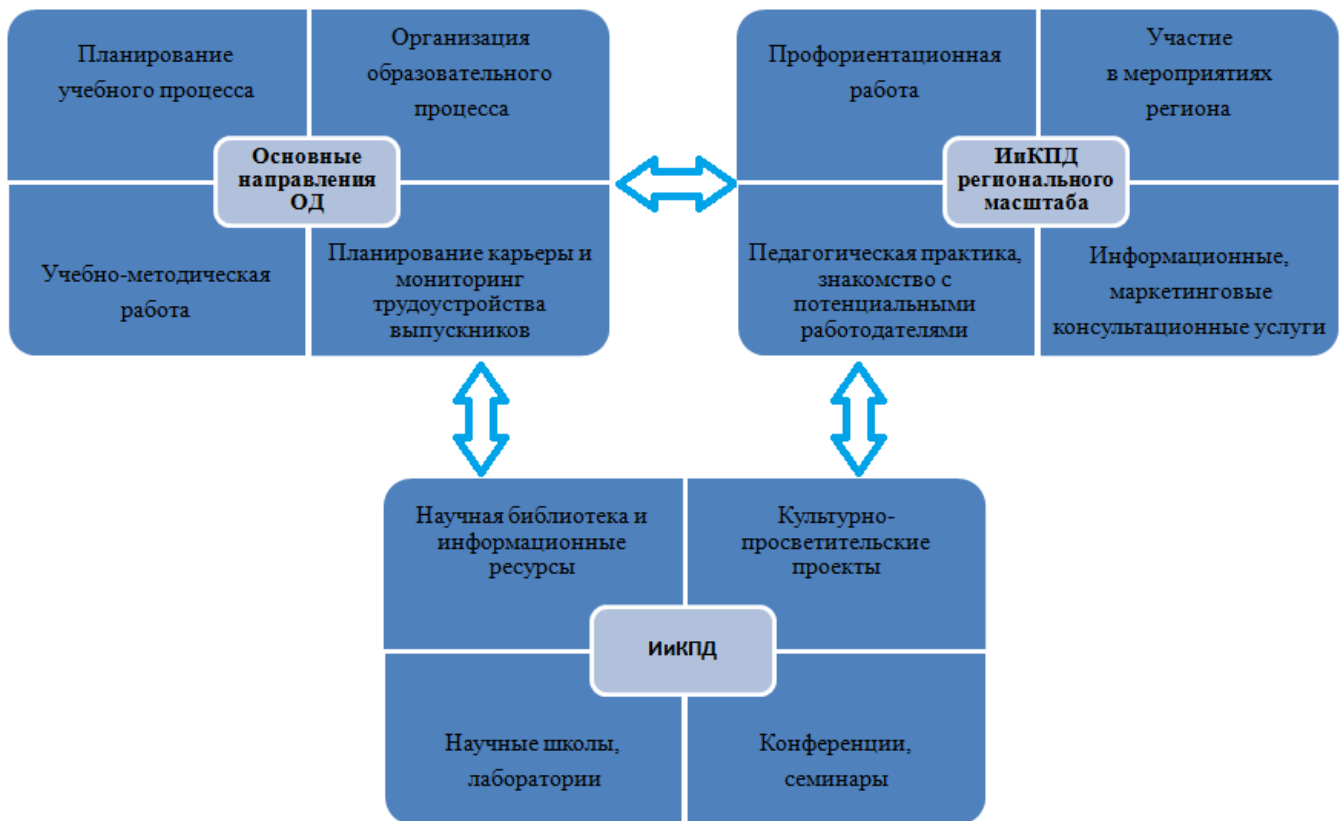 Планирование
учебного процесса
Организация
образовательного
процесса
Основные
направления
ОД
Учебно-методическая
работа
Планирование карьеры и
мониторинг
трудоустройства
выпускников
Профориентационная
работа
Участие
в мероприятиях
региона
ИиКПД
регионального
масштаба
Педагогическая практика,
знакомство с
потенциальными
работодателями
Информационные,
маркетинговые
консультационные услуги
Научная библиотека и
информационные
ресурсы
Культурно-
просветительские
проекты
ИиКПД
Научные школы,
лаборатории
Конференции,
семинары